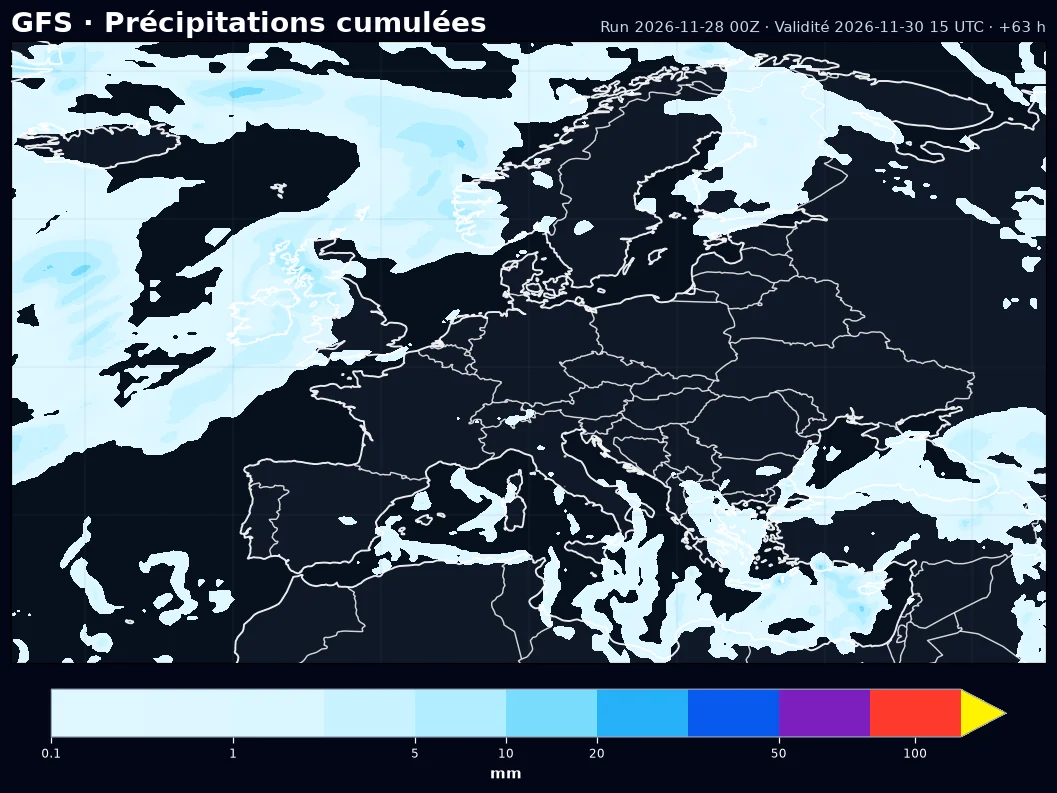 GFS · Précipitations cumulées
Run 2026-11-28 00Z · Validité 2026-11-30 15 UTC · +63 h
0.1 1 5 10 20 50 100
mm